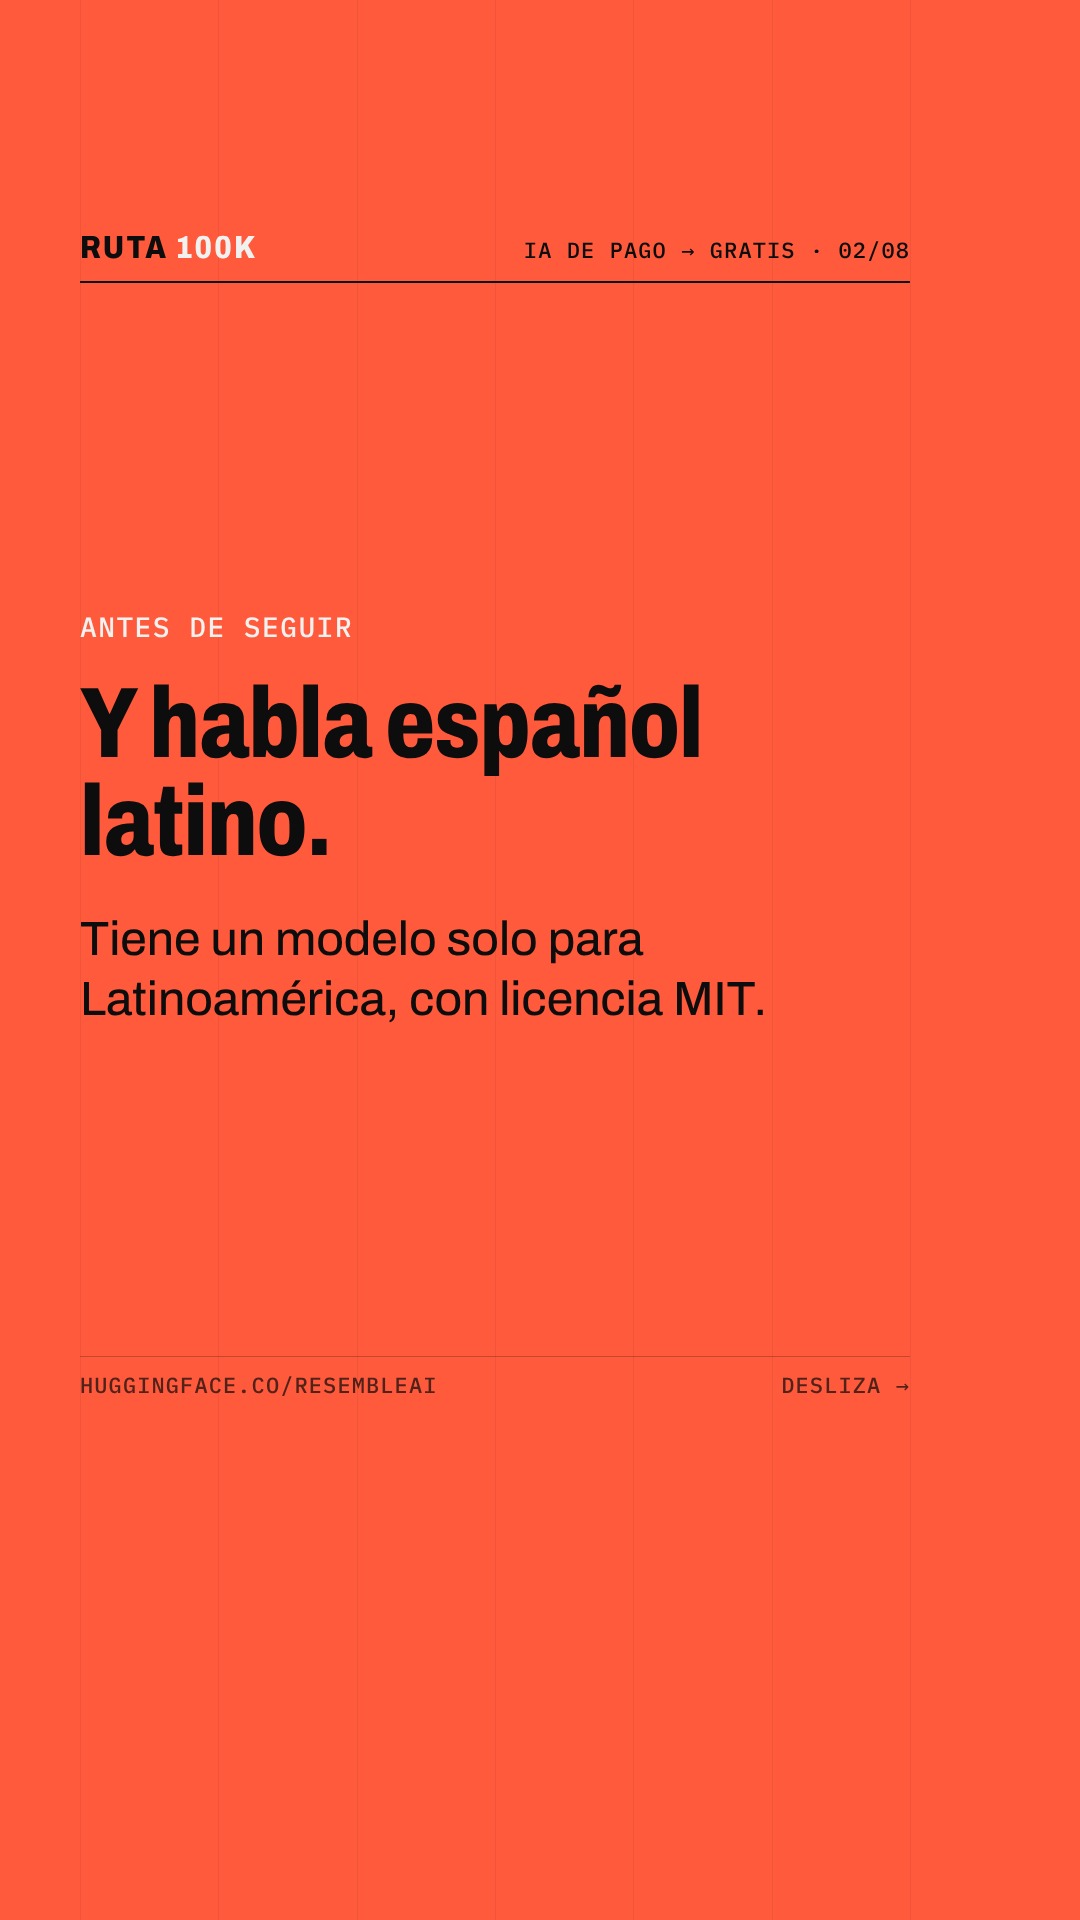 RUTA 100K
IA DE PAGO → GRATIS · 02/08
ANTES DE SEGUIR
Y habla español
latino.
Tiene un modelo solo para
Latinoamérica, con licencia MIT.
HUGGINGFACE.CO/RESEMBLEAI
DESLIZA →